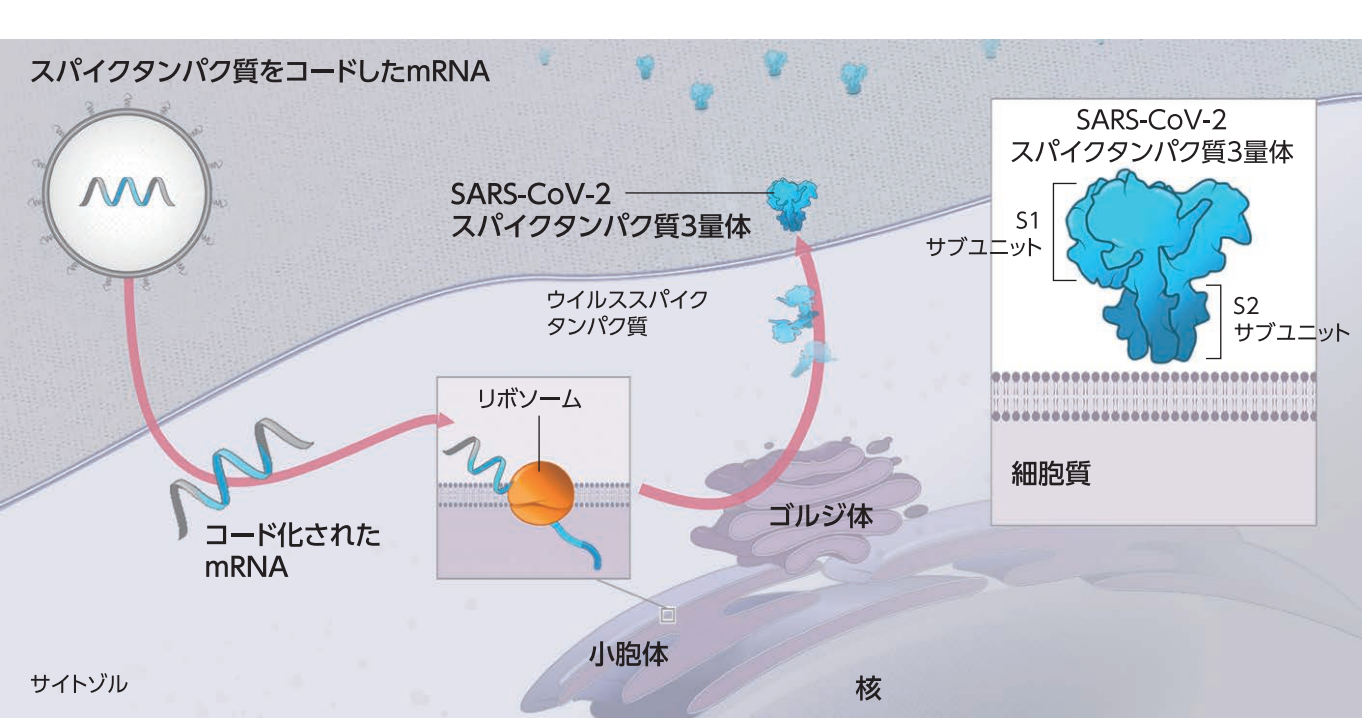 スパイクタンパク質をコードしたmRNA
SARS-CoV-2
スパイクタンパク質3量体
SARS-CoV-2
スパイクタンパク質3量体
S1
サブユニット
S2
サブユニット
ウイルススパイク
タンパク質
リボソーム
コード化された
mRNA
ゴルジ体
細胞質
小胞体
サイトゾル
核